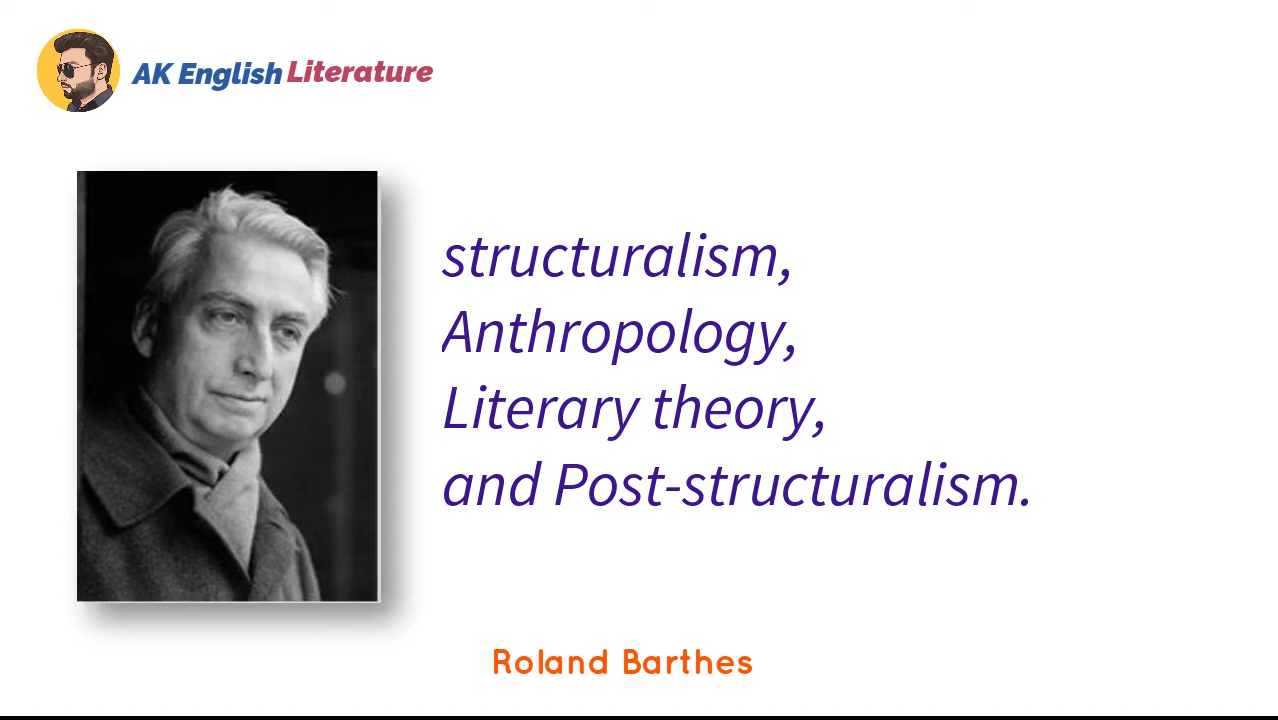 AK English Literature
structuralism,
Anthropology,
Literary theory,
and Post-structuralism.
Roland Barthes